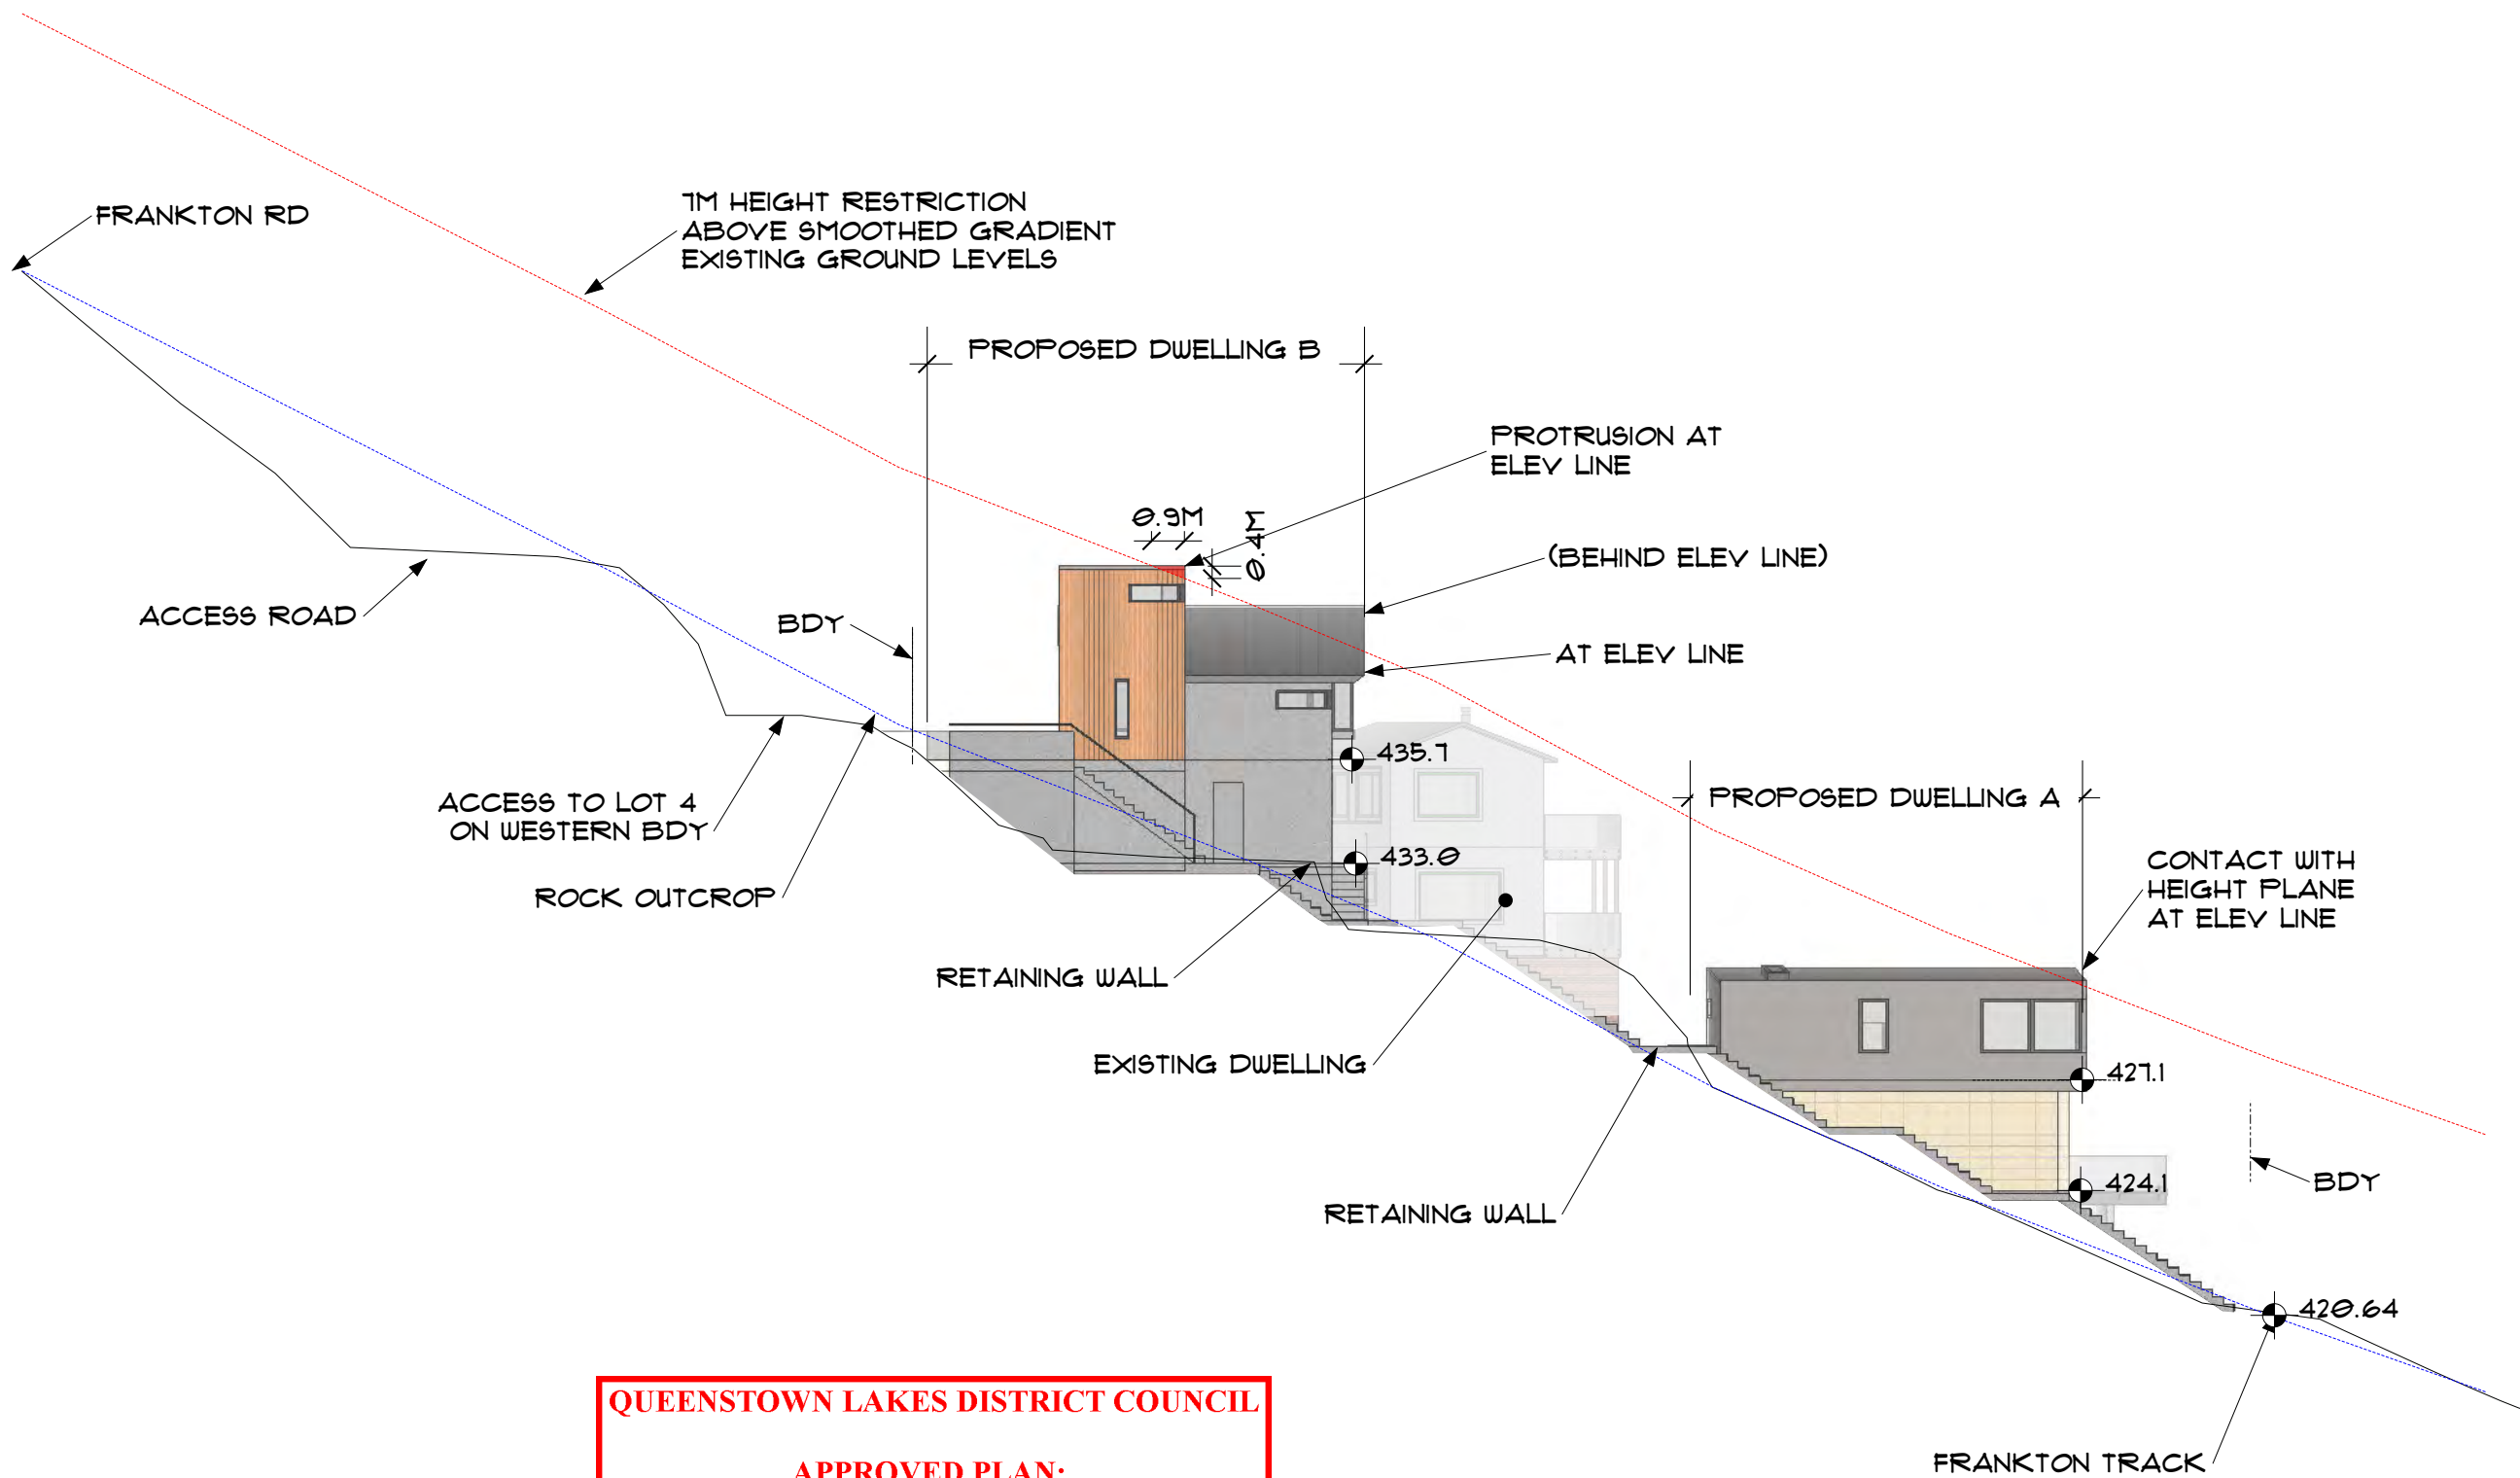 FRANKTON RD
7M HEIGHT RESTRICTION
ABOVE SMOOTHED GRADIENT
EXISTING GROUND LEVELS
PROPOSED DWELLING B
PROTRUSION AT
ELEV LINE
0.9M
0.4M
(BEHIND ELEV LINE)
ACCESS ROAD
BDY
AT ELEV LINE
435.7
PROPOSED DWELLING A
ACCESS TO LOT 4
ON WESTERN BDY
433.0
CONTACT WITH
HEIGHT PLANE
AT ELEV LINE
ROCK OUTCROP
RETAINING WALL
EXISTING DWELLING
427.1
424.1
BDY
RETAINING WALL
420.64
QUEENSTOWN LAKES DISTRICT COUNCIL
APPROVED PLAN:
FRANKTON TRACK